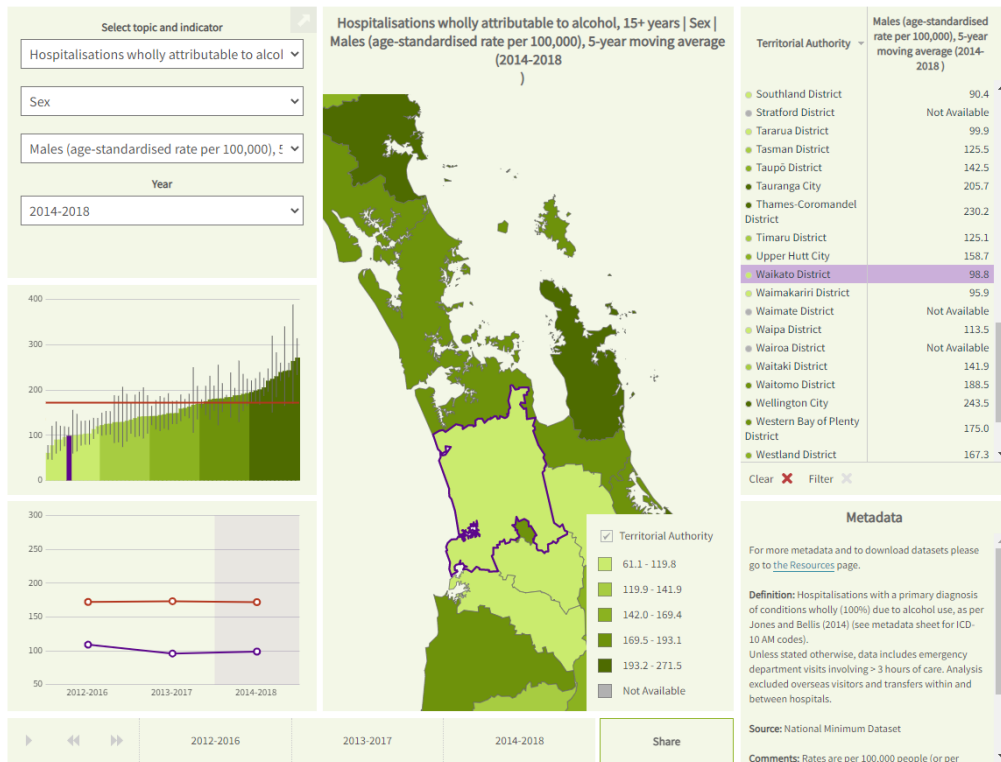 Select topic and indicator
Hospitalisations wholly attributable to alcol
Sex
Males (age-standardised rate per 100,000), 5
Year
2014-2018
400
300
200
100
0
300
250
200
150
100
50
2012-2016
2013-2017
2014-2018
Hospitalisations wholly attributable to alcohol, 15+ years | Sex |
Males (age-standardised rate per 100,000), 5-year moving average
(2014-2018
)
Territorial Authority
61.1 - 119.8
119.9 - 141.9
142.0 - 169.4
169.5 - 193.1
193.2 - 271.5
Not Available
2012-2016
2013-2017
2014-2018
Share
Territorial Authority
Males (age-standardised
rate per 100,000), 5-year
moving average (2014-
2018 )
Southland District 90.4
Stratford District Not Available
Tararua District 99.9
Tasman District 125.5
Taupō District 142.5
Tauranga City 205.7
Thames-Coromandel
District 230.2
Timaru District 125.1
Upper Hutt City 158.7
Waikato District 98.8
Waimakariri District 95.9
Waimate District Not Available
Waipa District 113.5
Wairoa District Not Available
Waitaki District 141.9
Waitomo District 188.5
Wellington City 243.5
Western Bay of Plenty
District 175.0
Westland District 167.3
Clear
Filter
Metadata
For more metadata and to download datasets please
go to the Resources page.
Definition: Hospitalisations with a primary diagnosis
of conditions wholly (100%) due to alcohol use, as per
Jones and Bellis (2014) (see metadata sheet for ICD-
10 AM codes).
Unless stated otherwise, data includes emergency
department visits involving > 3 hours of care. Analysis
excluded overseas visitors and transfers within and
between hospitals.
Source: National Minimum Dataset
Comments: Rates are per 100,000 people (or per